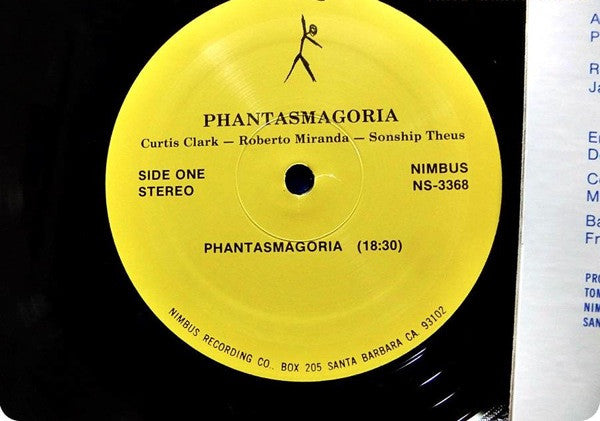 PHANTASMAGORIA
Curtis Clark — Roberto Miranda — Sonship Theus
SIDE ONE
STEREO
NIMBUS
NS-3368
PHANTASMAGORIA (18:30)
NIMBUS RECORDING CO., BOX 205 SANTA BARBARA CA. 93102